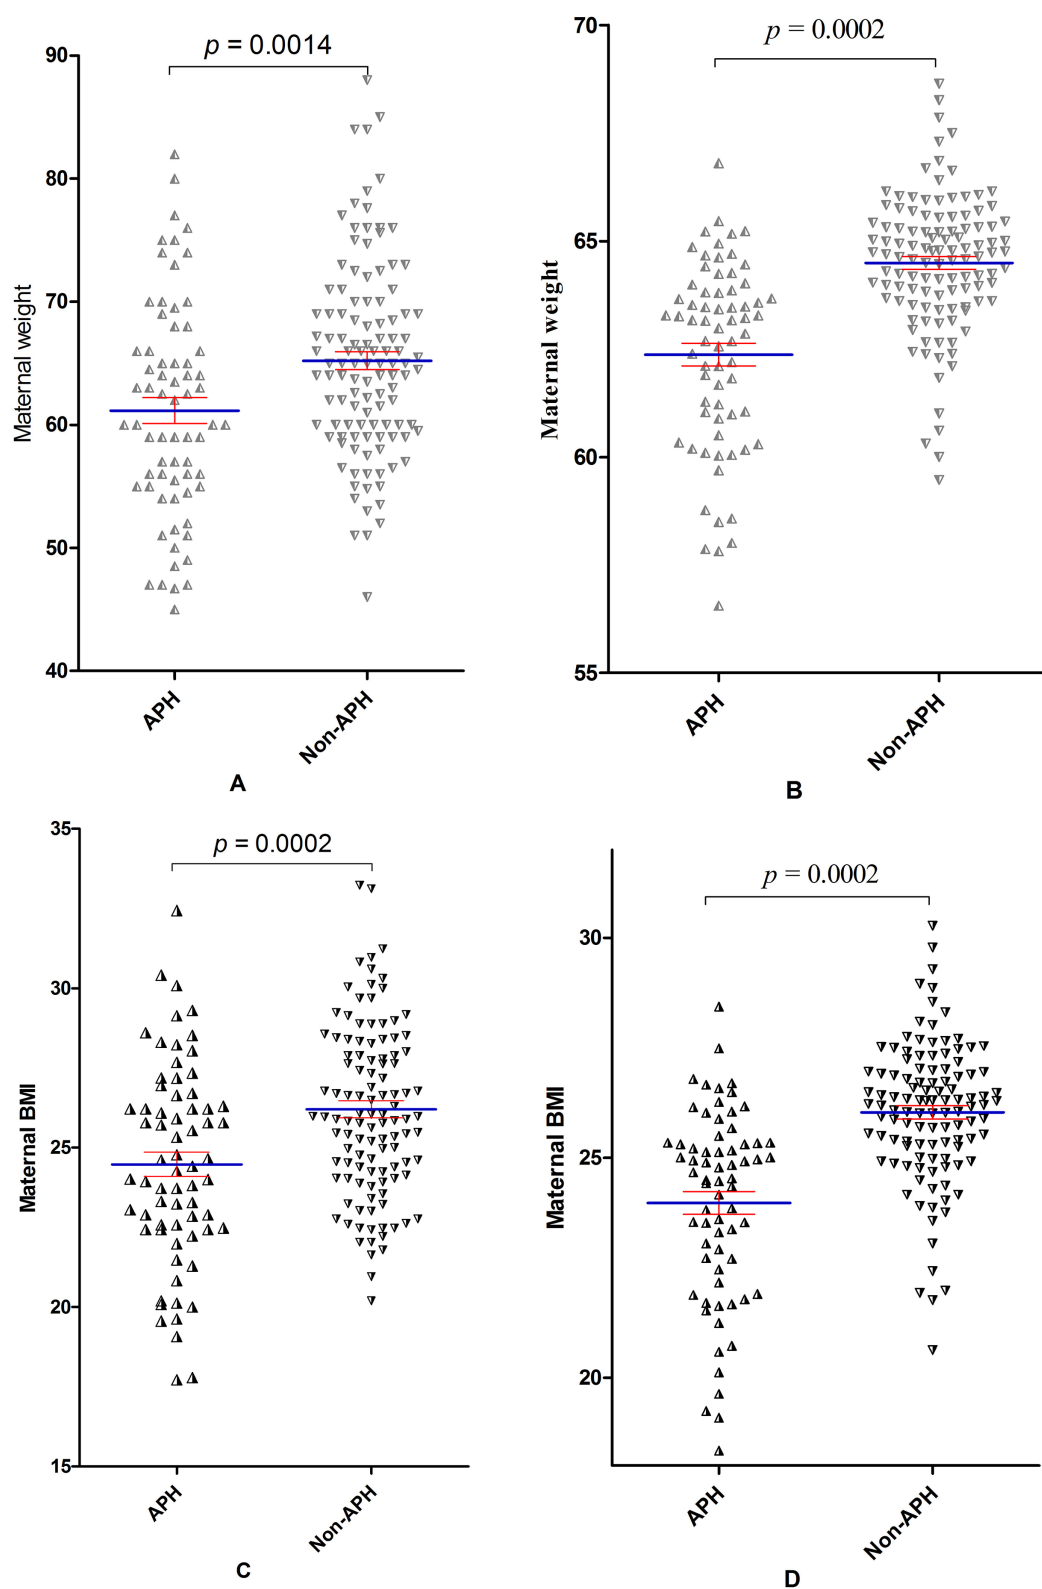 p = 0.0014
90
80
70
60
50
40
Maternal weight
APH
Non-APH
A
p = 0.0002
70
65
60
55
Maternal weight
APH
Non-APH
B
p = 0.0002
35
30
25
20
15
Maternal BMI
APH
Non-APH
C
p = 0.0002
30
25
20
Maternal BMI
APH
Non-APH
D